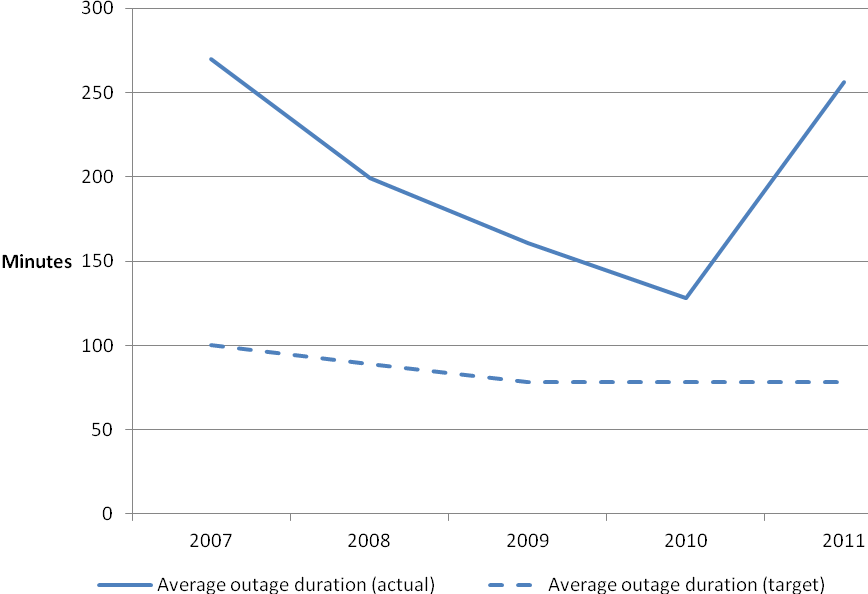 300
250
200
Minutes 150
100
50
0
2007 2008 2009 2010 2011
Average outage duration (actual) Average outage duration (target)